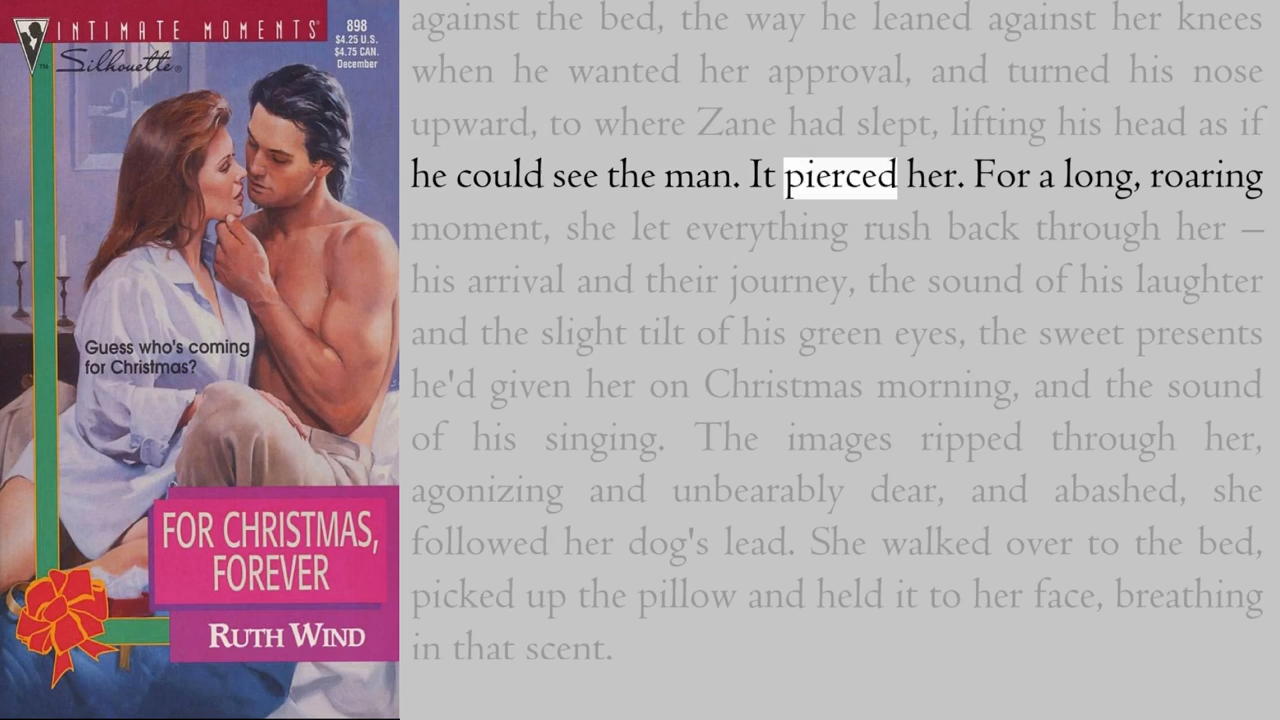 INTIMATE MOMENTS®
Silhouette®
TM
898
$4.25 U.S.
$4.75 CAN.
December
Guess who's coming
for Christmas?
FOR CHRISTMAS,
FOREVER
RUTH WIND
against the bed, the way he leaned against her knees
when he wanted her approval, and turned his nose
upward, to where Zane had slept, lifting his head as if
he could see the man. It pierced her. For a long, roaring
moment, she let everything rush back through her –
his arrival and their journey, the sound of his laughter
and the slight tilt of his green eyes, the sweet presents
he'd given her on Christmas morning, and the sound
of his singing. The images ripped through her,
agonizing and unbearably dear, and abashed, she
followed her dog's lead. She walked over to the bed,
picked up the pillow and held it to her face, breathing
in that scent.